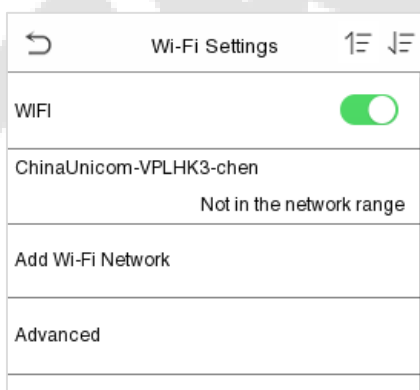 Wi-Fi Settings
WIFI
ChinaUnicom-VPLHK3-chen
Not in the network range
Add Wi-Fi Network
Advanced